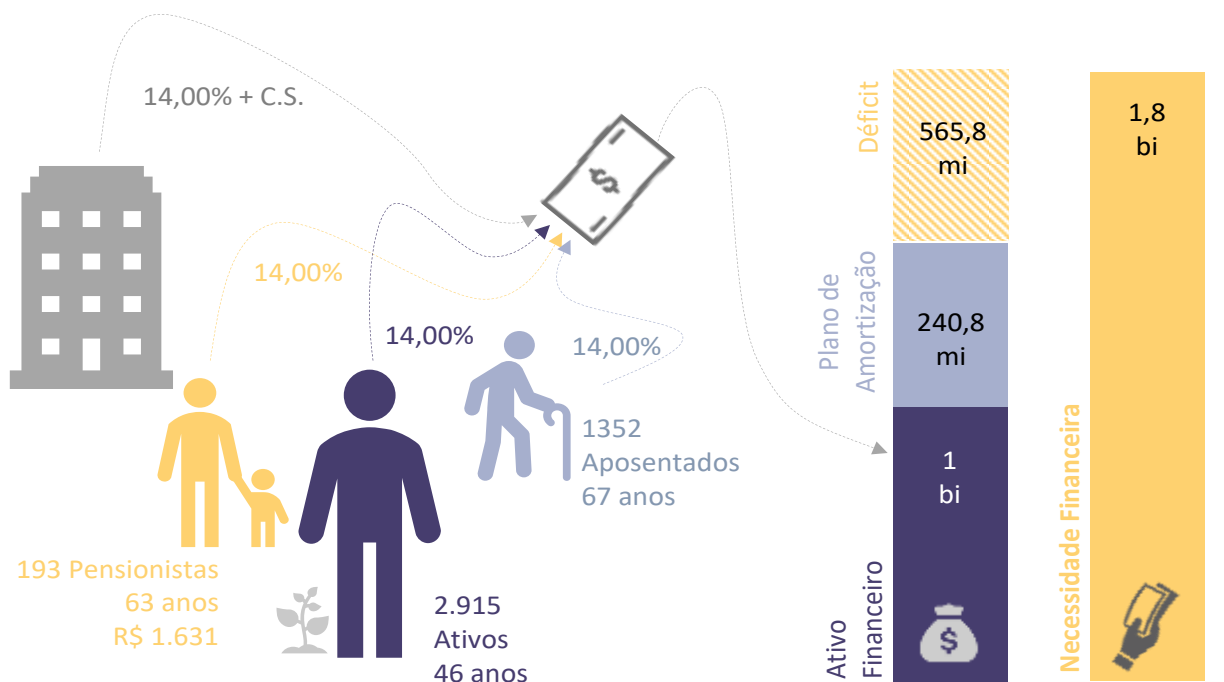 14,00% + C.S.
14,00%
14,00%
14,00%
193 Pensionistas
63 anos
R$ 1.631
2.915
Ativos
46 anos
1352
Aposentados
67 anos
Déficit
565,8
mi
Plano de
Amortização
240,8
mi
Ativo
Financeiro
1
bi
$
$
Necessidade Financeira
1,8
bi